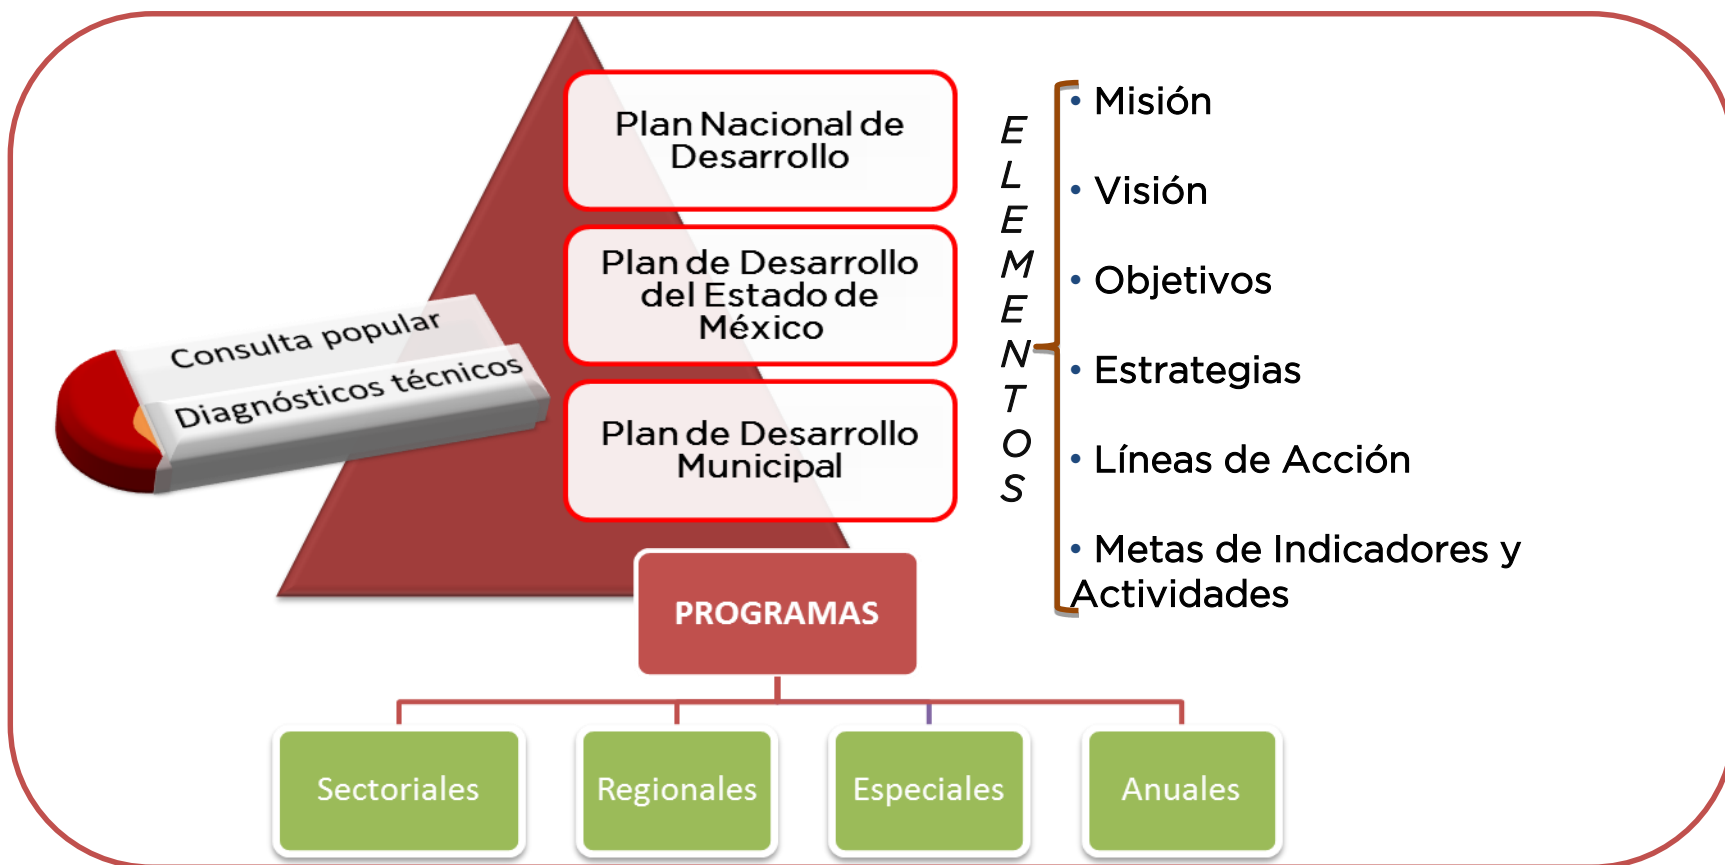 Plan Nacional de
Desarrollo
Plan de Desarrollo
del Estado de
México
Plan de Desarrollo
Municipal
Consulta popular
Diagnósticos técnicos
E
L
E
M
E
N
T
O
S
• Misión
• Visión
• Objetivos
• Estrategias
• Líneas de Acción
• Metas de Indicadores y
Actividades
PROGRAMAS
Sectoriales
Regionales
Especiales
Anuales